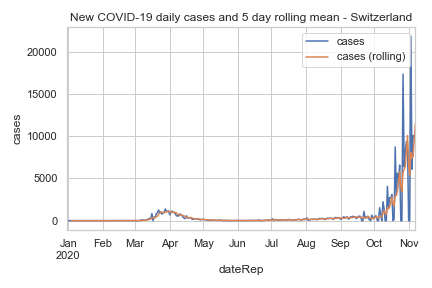 New COVID-19 daily cases and 5 day rolling mean - Switzerland
cases
cases (rolling)
20000
15000
10000
5000
0
cases
Jan Feb Mar Apr May Jun Jul Aug Sep Oct Nov
2020
dateRep